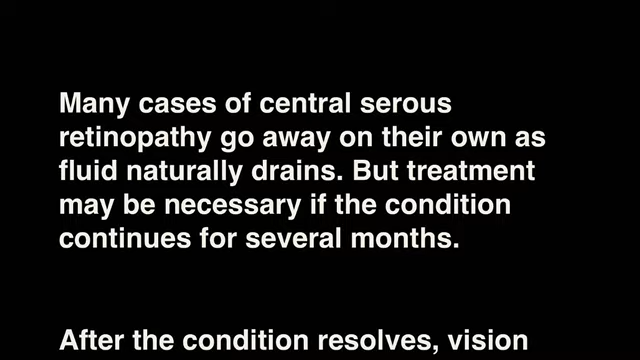 Many cases of central serous
retinopathy go away on their own as
fluid naturally drains. But treatment
may be necessary if the condition
continues for several months.
After the condition resolves, vision